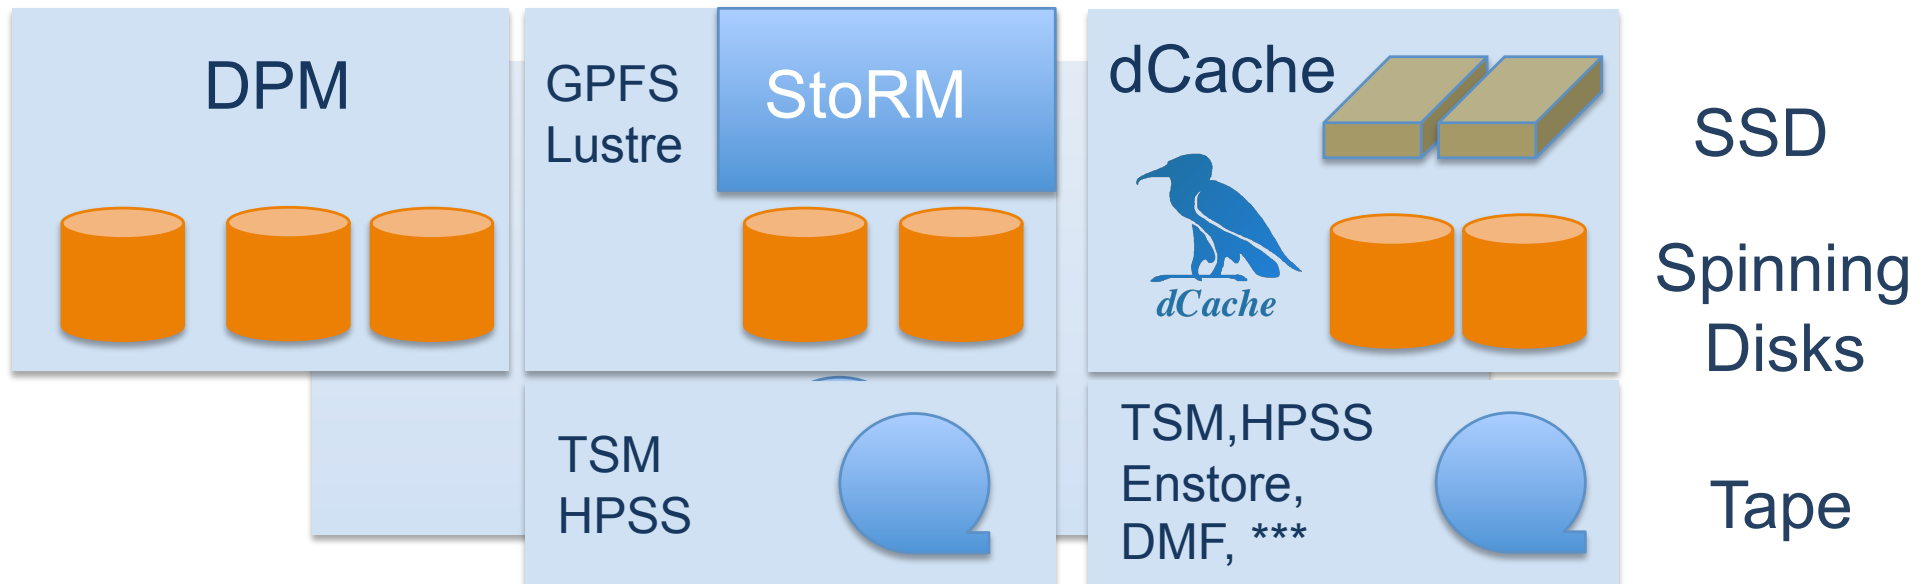 DPM
GPFS
Lustre
StoRM
dCache
dCache
SSD
Spinning
Disks
TSM
HPSS
TSM,HPSS
Enstore,
DMF, ***
Tape